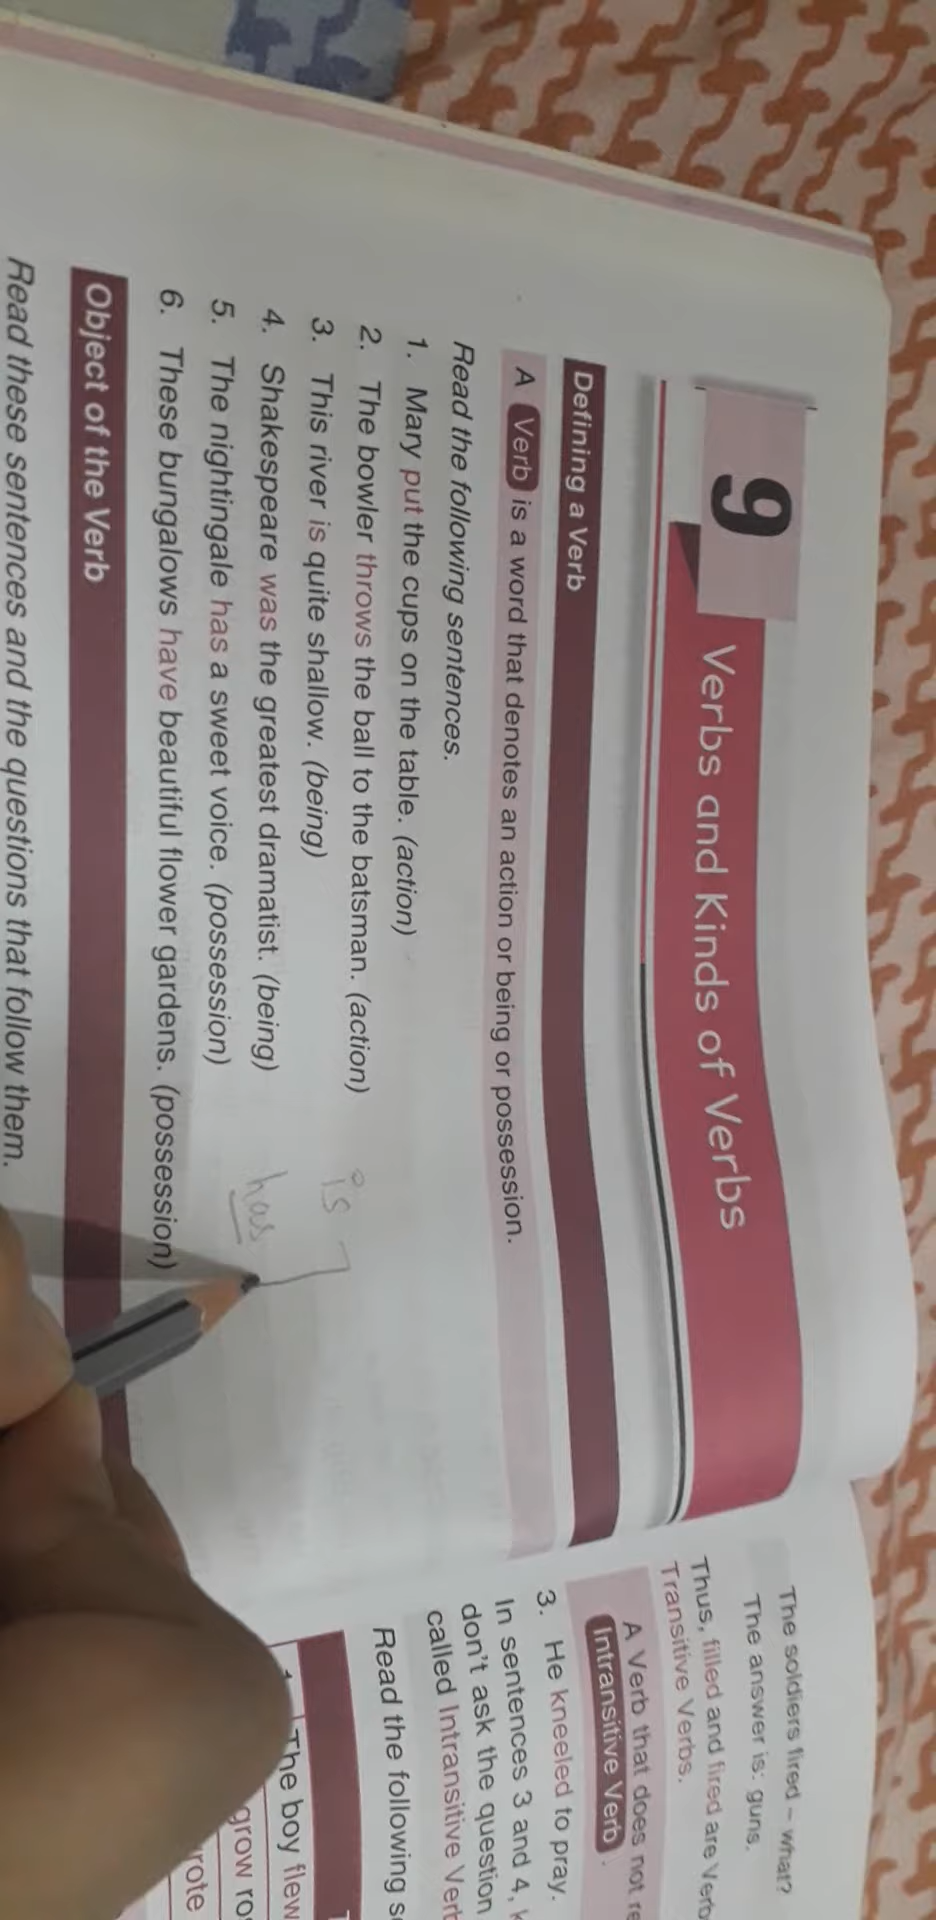 9
Verbs and Kinds of Verbs
Defining a Verb
A Verb is a word that denotes an action or being or possession.
Read the following sentences.
1. Mary put the cups on the table. (action)
2. The bowler throws the ball to the batsman. (action)
3. This river is quite shallow. (being)
4. Shakespeare was the greatest dramatist. (being)
5. The nightingale has a sweet voice. (possession)
6. These bungalows have beautiful flower gardens. (possession)
is
has
Object of the Verb
Read these sentences and the questions that follow them.
The soldiers fired – what?
The answer is: guns.
Thus, filled and fired are
Transitive Verbs.
A Verb that does not
Intransitive Verb.
3. He kneeled to pray.
In sentences 3 and 4,
don't ask the question
called Intransitive
Read the following
The boy flew
grow